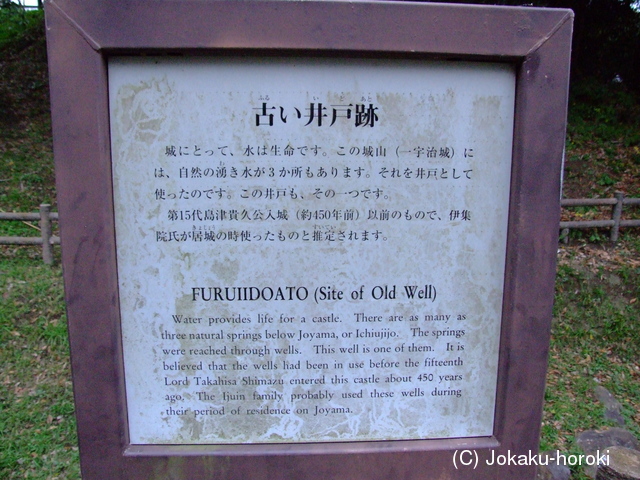 古い井戸跡
城にとって、水は生命です。この城山（一宇治城）に
は、自然の湧き水が３か所もあります。それを井戸として
使ったのです。この井戸も、その一つです。
第15代島津貴久公入城（約450年前）以前のもので、伊集
院氏が居城の時使ったものと推定されます。
FURUIIDOATO (Site of Old Well)
Water provides life for a castle. There are as many as
three natural springs below Joyama, or Ichiujijo. The springs
were reached through wells. This well is one of them. It is
believed that the wells had been in use before the fifteenth
Lord Takahisa Shimazu entered this castle about 450 years
ago. The Ijuin family probably used these wells during
their period of residence on Joyama.
(C) Jokaku-horoki